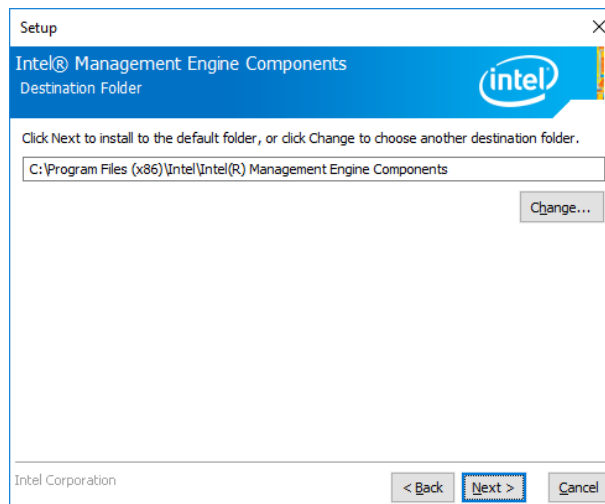 Setup
Intel® Management Engine Components
Destination Folder
intel
Click Next to install to the default folder, or click Change to choose another destination folder.
C:\Program Files (x86)\Intel\Intel(R) Management Engine Components
Change...
Intel Corporation
< Back Next > Cancel